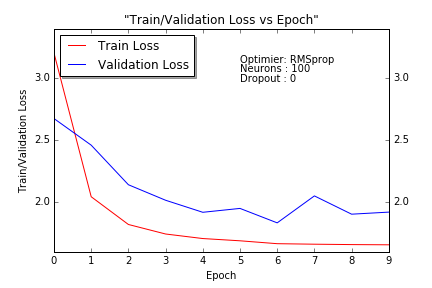 "Train/Validation Loss vs Epoch"
Train Loss
Validation Loss
Optimier: RMSprop
Neurons : 100
Dropout : 0
Train/Validation Loss
3.0
2.5
2.0
3.0
2.5
2.0
0 1 2 3 4 5 6 7 8 9
Epoch